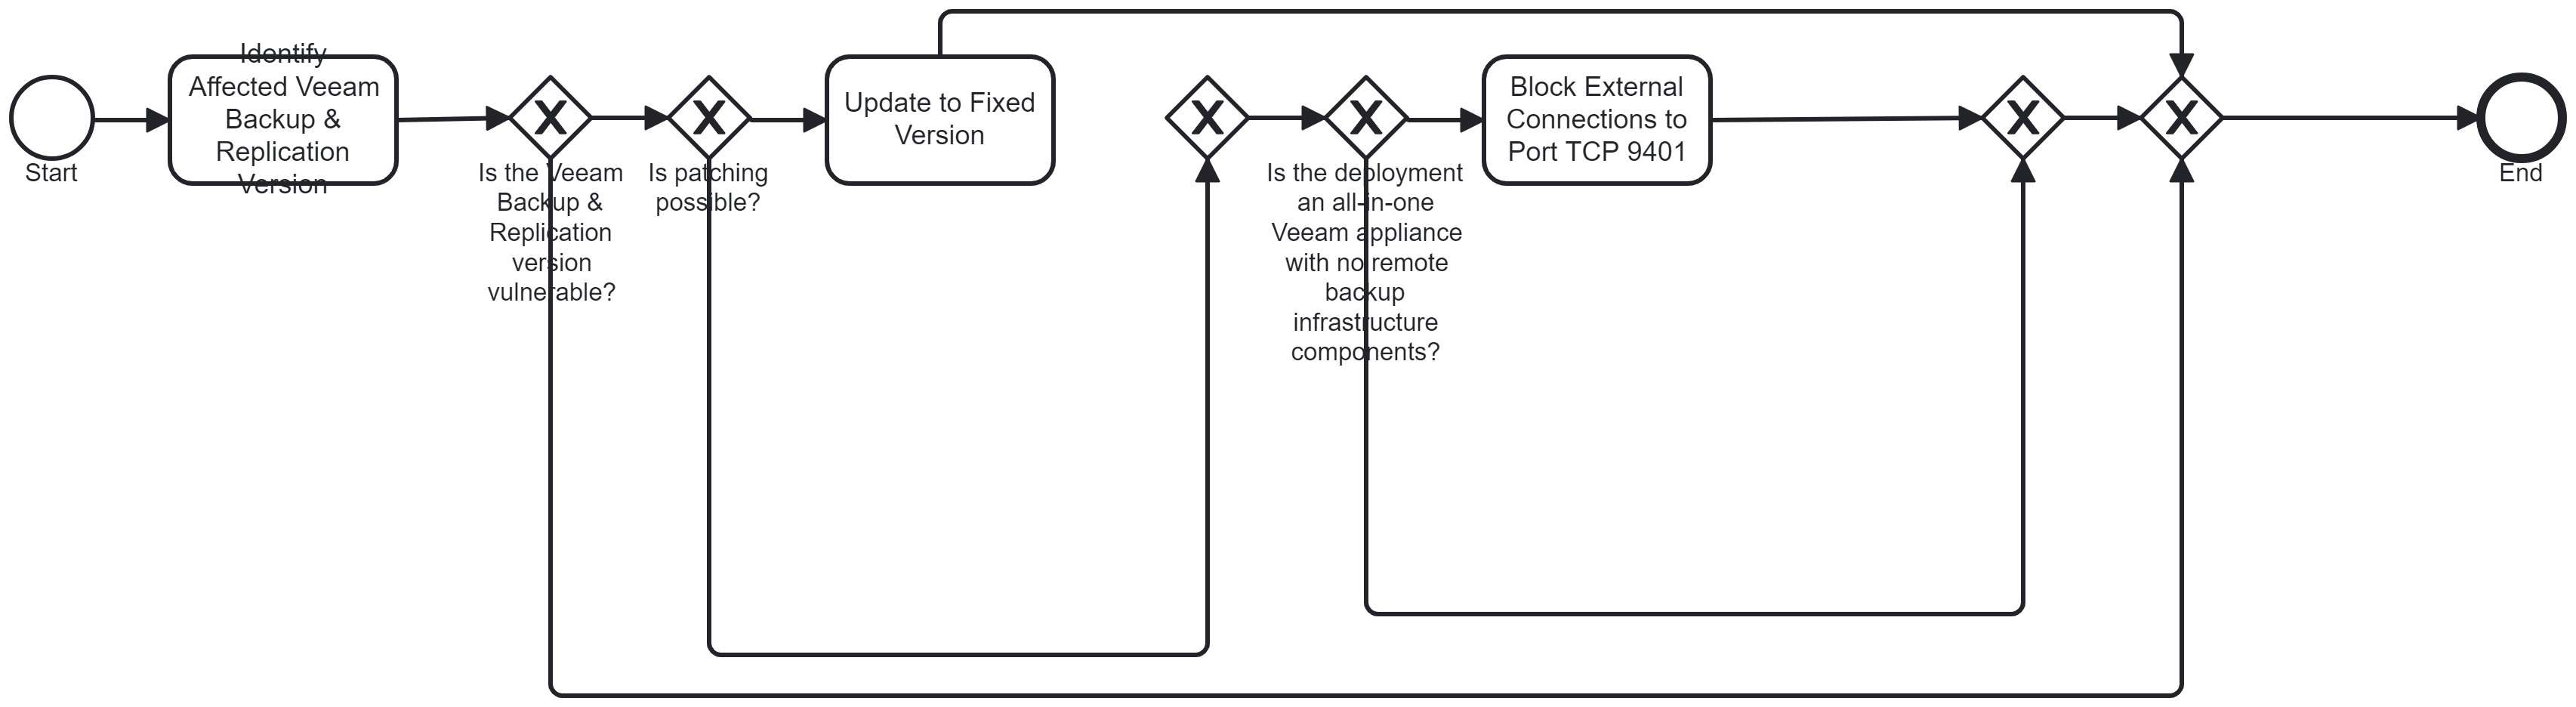 Start
Identify
Affected Veeam
Backup &
Replication
Version
Is the Veeam
Backup &
Replication
version
vulnerable?
Is patching
possible?
Update to Fixed
Version
Is the deployment
an all-in-one
Veeam appliance
with no remote
backup
infrastructure
components?
Block External
Connections to
Port TCP 9401
End